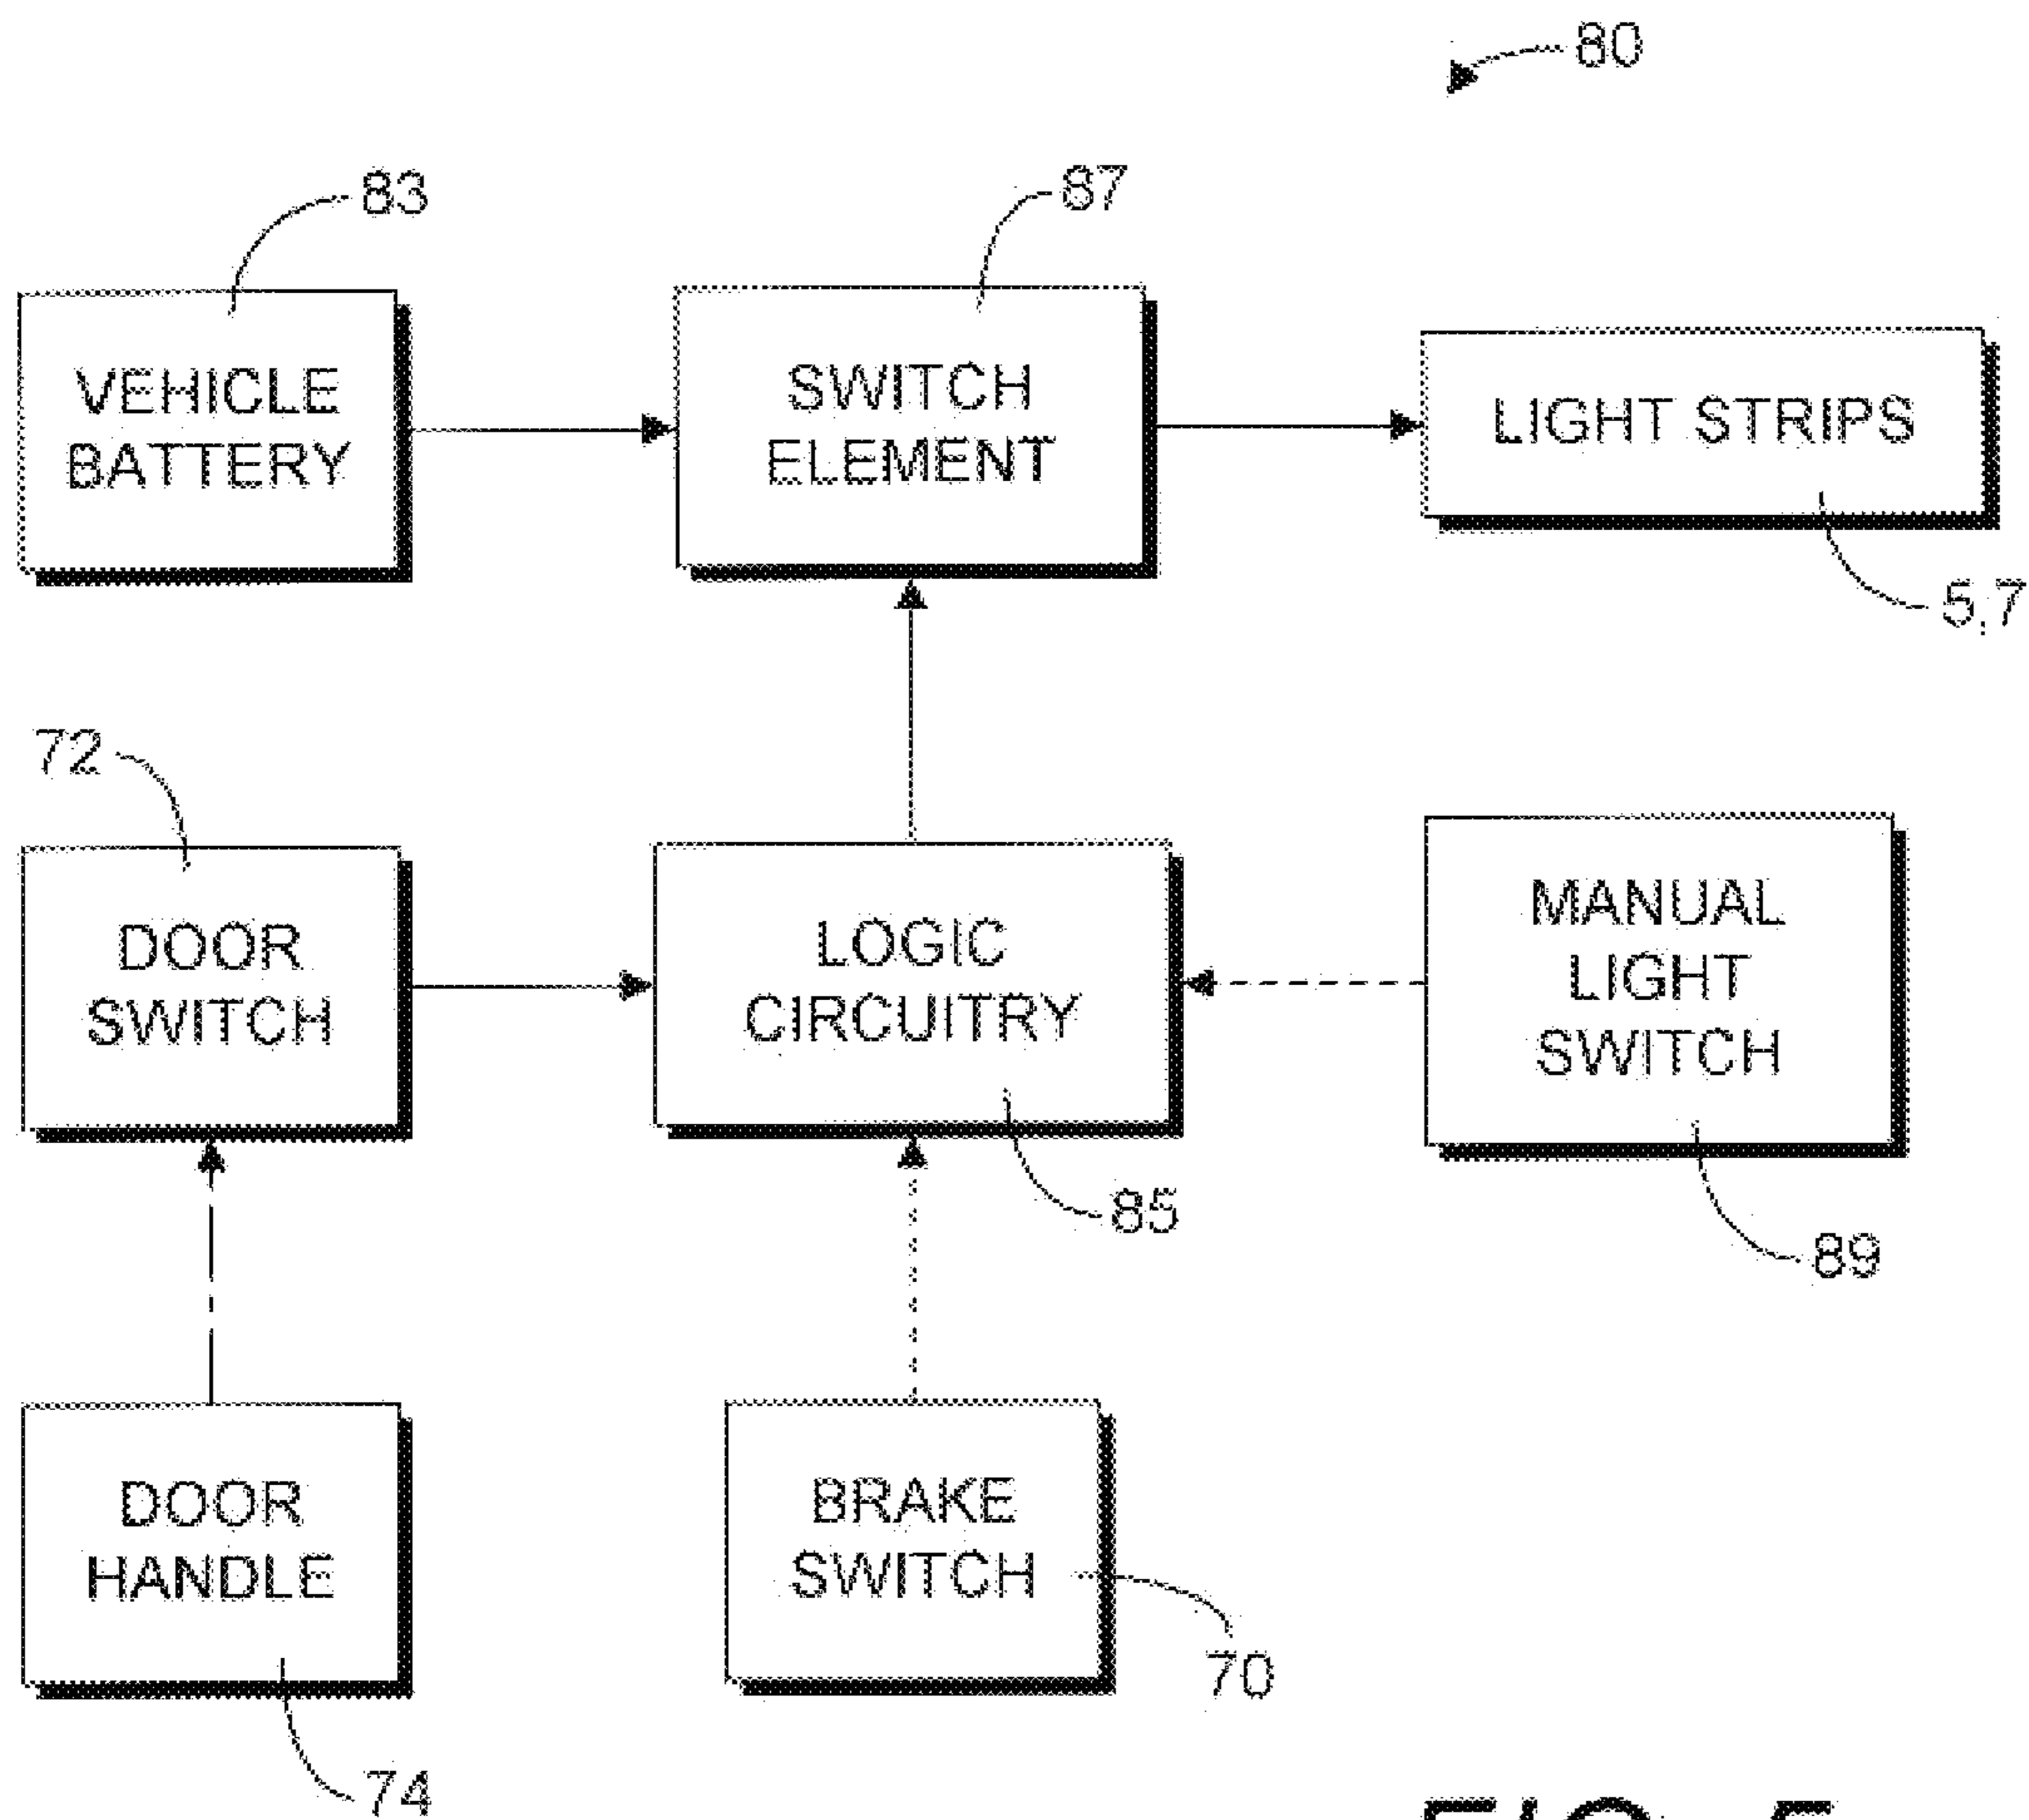 80
83
87
VEHICLE
BATTERY
SWITCH
ELEMENT
LIGHT STRIPS
5,7
72
DOOR
SWITCH
LOGIC
CIRCUITRY
MANUAL
LIGHT
SWITCH
85
89
DOOR
HANDLE
BRAKE
SWITCH
70
74